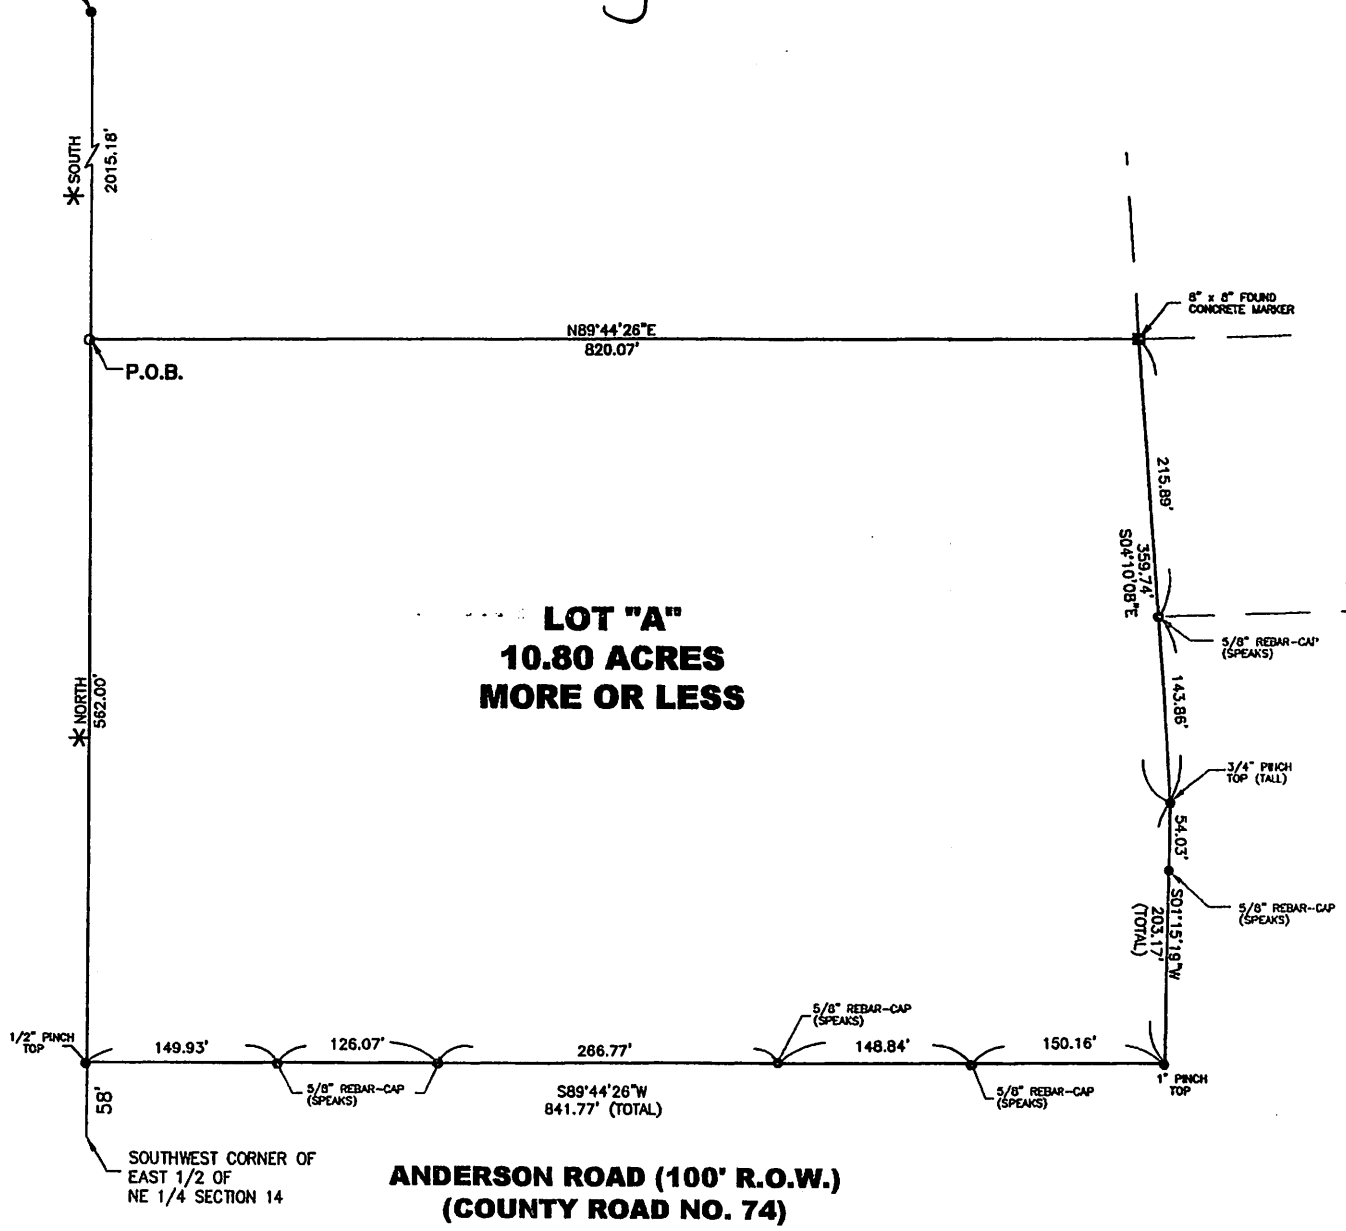 SOUTH
2015.18'
8" x 8" FOUND
CONCRETE MARKER
N89°44'26"E
820.07'
P.O.B.
215.89'
359.74'
S04°10'08"E
LOT "A"
10.80 ACRES
MORE OR LESS
5/8" REBAR-CAP
(SPEAKS)
NORTH
562.00'
143.86'
3/4" PINCH
TOP (TALL)
54.03'
5/8" REBAR-CAP
(SPEAKS)
S01°15'19"W
203.17'
(TOTAL)
1/2" PINCH
TOP
149.93'
126.07'
266.77'
5/8" REBAR-CAP
(SPEAKS)
148.84'
150.16'
5/8" REBAR-CAP
(SPEAKS)
S89°44'26"W
841.77' (TOTAL)
5/8" REBAR-CAP
(SPEAKS)
1" PINCH
TOP
58'
SOUTHWEST CORNER OF
EAST 1/2 OF
NE 1/4 SECTION 14
ANDERSON ROAD (100' R.O.W.)
(COUNTY ROAD NO. 74)